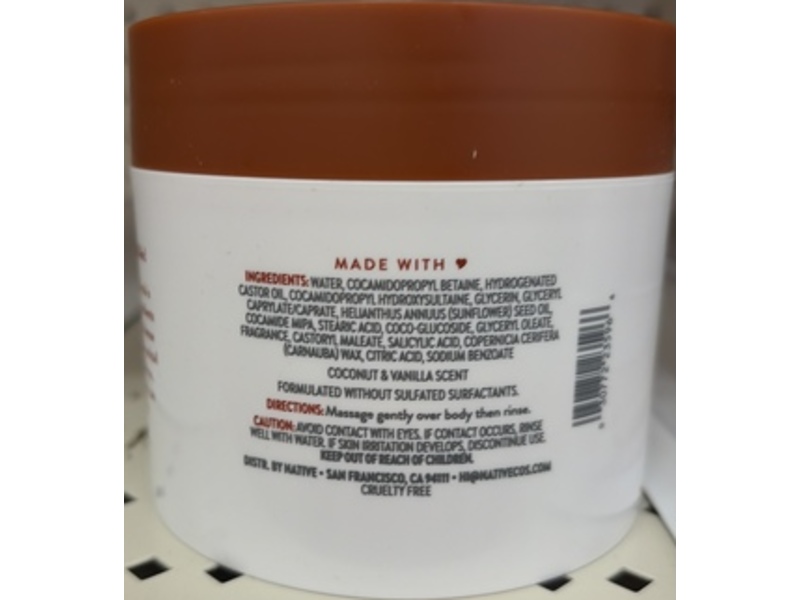 MADE WITH ♥
INGREDIENTS: WATER, COCAMIDOPROPYL BETAINE, HYDROGENATED
CASTOR OIL, COCAMIDOPROPYL HYDROXYSULTAINE, GLYCERIN, GLYCERYL
CAPRYLATE/CAPRATE, HELIANTHUS ANNUUS (SUNFLOWER) SEED OIL,
COCAMIDE MIPA, STEARIC ACID, COCO-GLUCOSIDE, GLYCERYL OLEATE,
FRAGRANCE, CASTORYL MALEATE, SALICYLIC ACID, COPERNICIA CERIFERA
(CARNAUBA) WAX, CITRIC ACID, SODIUM BENZOATE
COCONUT & VANILLA SCENT
FORMULATED WITHOUT SULFATED SURFACTANTS.
DIRECTIONS: Massage gently over body then rinse.
CAUTION: AVOID CONTACT WITH EYES. IF CONTACT OCCURS, RINSE
WELL WITH WATER. IF SKIN IRRITATION DEVELOPS, DISCONTINUE USE.
KEEP OUT OF REACH OF CHILDREN.
DISTR. BY NATIVE • SAN FRANCISCO, CA 94111 • HI@NATIVECOS.COM
CRUELTY FREE